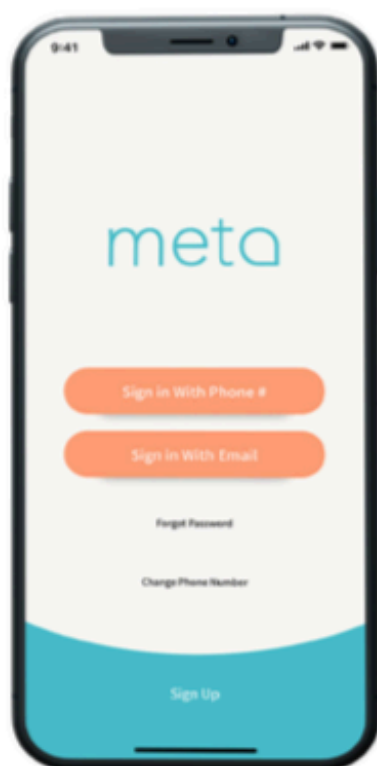 9:41
meta
Sign in With Phone #
Sign in With Email
Forgot Password
Change Phone Number
Sign Up